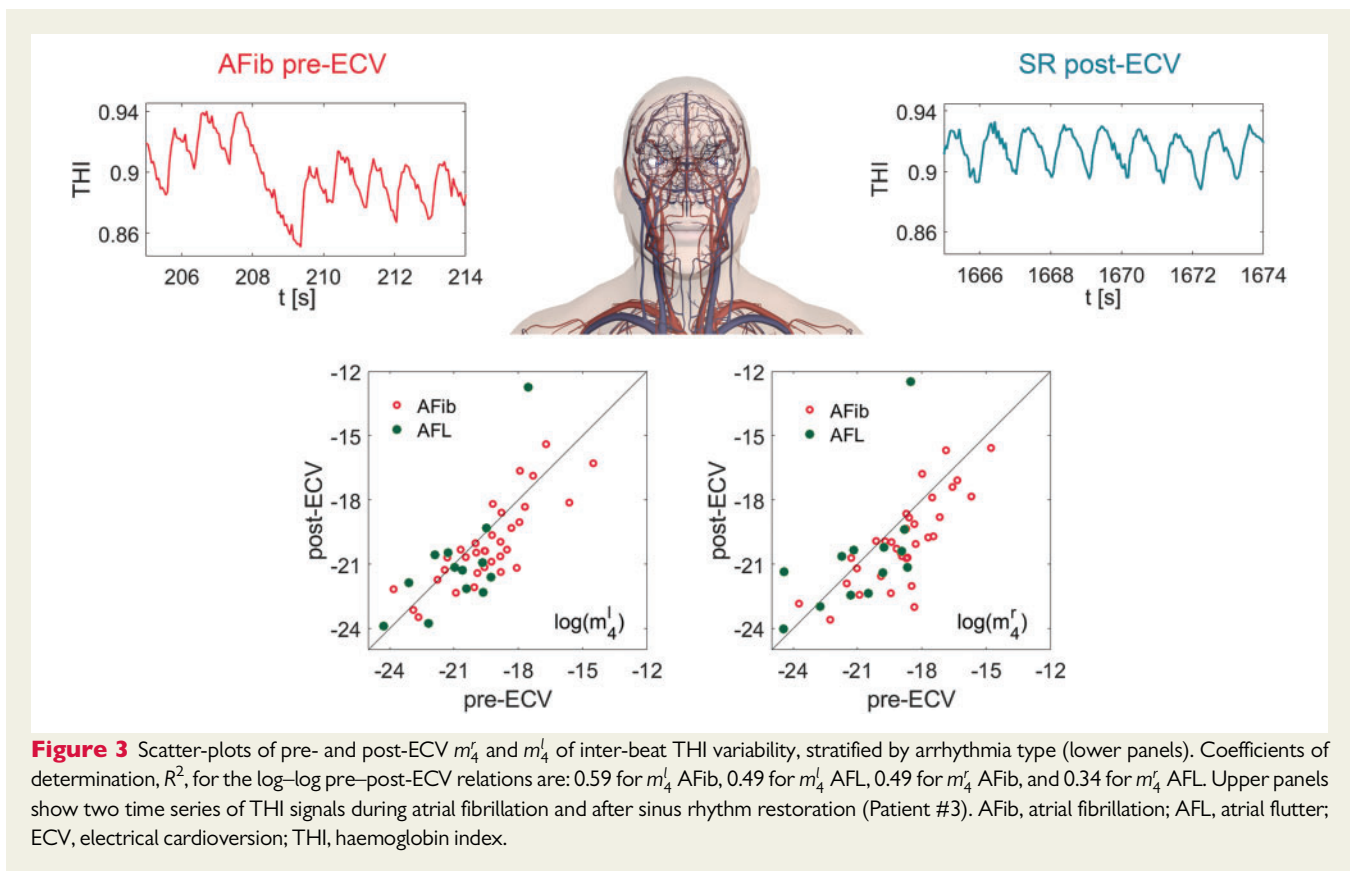 AFib pre-ECV
0.94
0.9
0.86
THI
206 208 210 212 214
t [s]
SR post-ECV
0.94
0.9
0.86
THI
1666 1668 1670 1672 1674
t [s]
-12
-15
-18
-21
-24
post-ECV
AFib
AFL
log(m₄ˡ)
-24 -21 -18 -15 -12
pre-ECV
-12
-15
-18
-21
-24
post-ECV
AFib
AFL
log(m₄ʳ)
-24 -21 -18 -15 -12
pre-ECV
Figure 3 Scatter-plots of pre- and post-ECV m₄ʳ and m₄ˡ of inter-beat THI variability, stratified by arrhythmia type (lower panels). Coefficients of
determination, R², for the log–log pre–post-ECV relations are: 0.59 for m₄ˡ AFib, 0.49 for m₄ˡ AFL, 0.49 for m₄ʳ AFib, and 0.34 for m₄ʳ AFL. Upper panels
show two time series of THI signals during atrial fibrillation and after sinus rhythm restoration (Patient #3). AFib, atrial fibrillation; AFL, atrial flutter;
ECV, electrical cardioversion; THI, haemoglobin index.